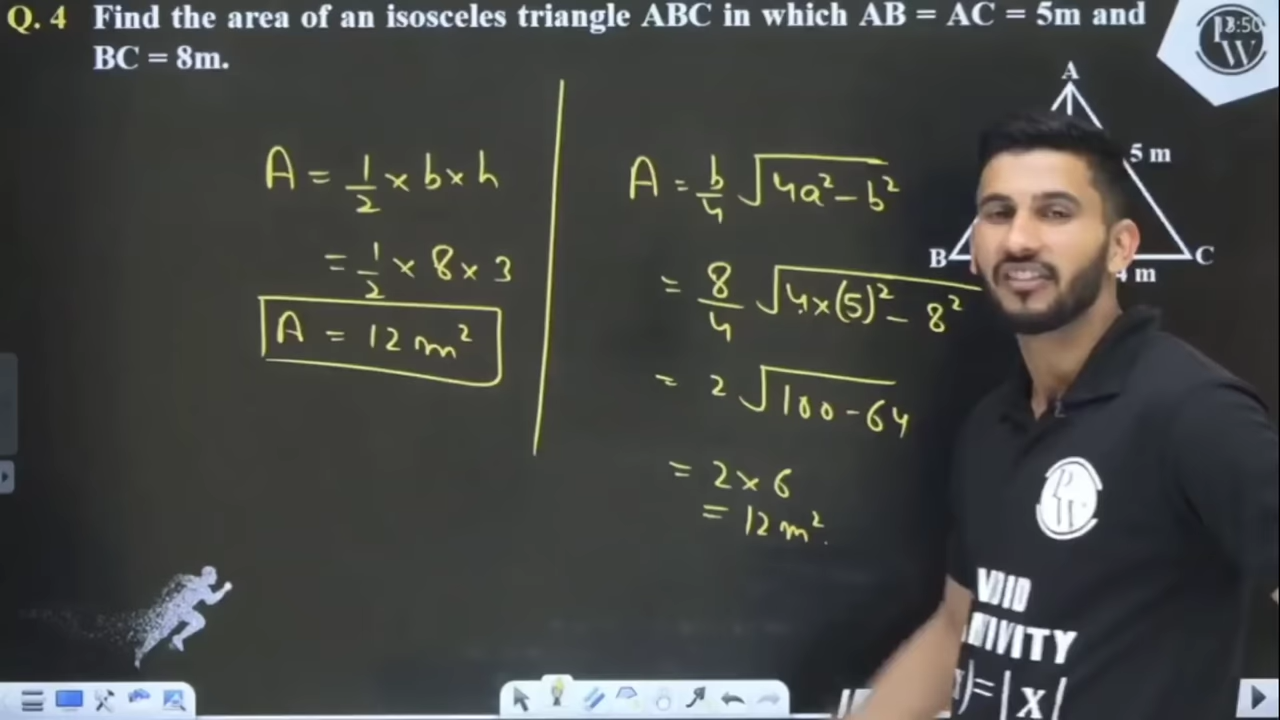 Q. 4 Find the area of an isosceles triangle ABC in which AB = AC = 5m and
BC = 8m.
A = 1/2 × b × h
= 1/2 × 8 × 3
A = 12 m²
A = b/4 √4a² - b²
= 8/4 √4×(5)² - 8²
= 2 √100 - 64
= 2 × 6
= 12 m².
A
5 m
B
C
4 m
P
W
:50
P
W
ǀXǀ